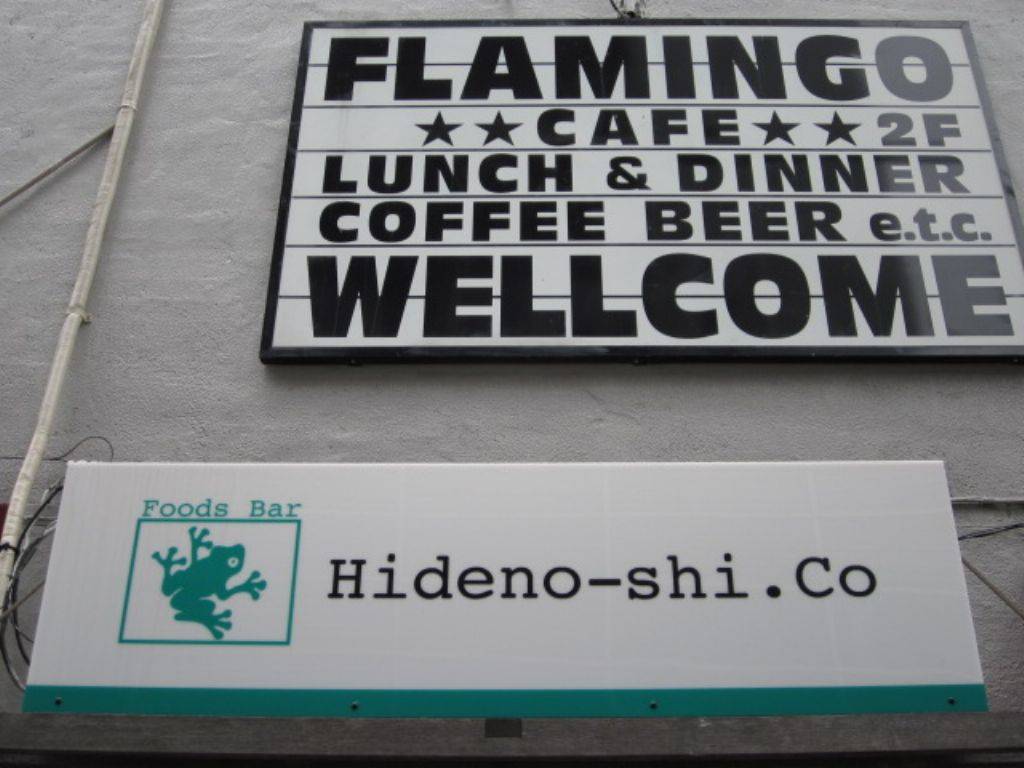 FLAMINGO
★★CAFE★★ 2F
LUNCH & DINNER
COFFEE BEER e.t.c.
WELLCOME
Foods Bar
Hideno-shi.Co